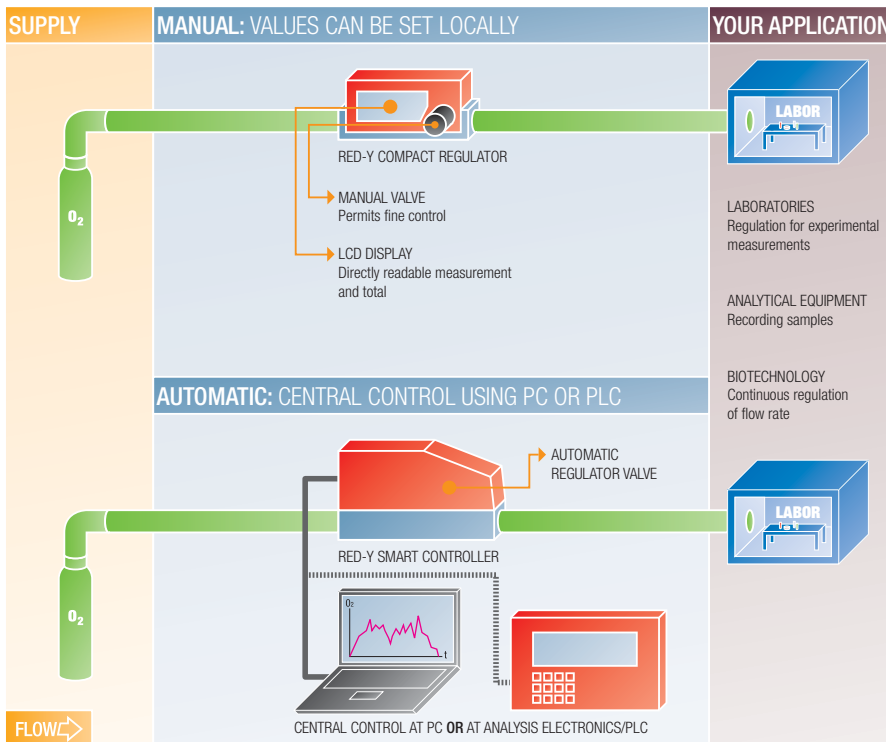 SUPPLY
MANUAL: VALUES CAN BE SET LOCALLY
YOUR APPLICATION
LABOR
O2
RED-Y COMPACT REGULATOR
MANUAL VALVE
Permits fine control
LCD DISPLAY
Directly readable measurement
and total
LABORATORIES
Regulation for experimental
measurements
ANALYTICAL EQUIPMENT
Recording samples
BIOTECHNOLOGY
Continuous regulation
of flow rate
AUTOMATIC: CENTRAL CONTROL USING PC OR PLC
AUTOMATIC
REGULATOR VALVE
LABOR
RED-Y SMART CONTROLLER
O2
O2
t
CENTRAL CONTROL AT PC OR AT ANALYSIS ELECTRONICS/PLC
FLOW